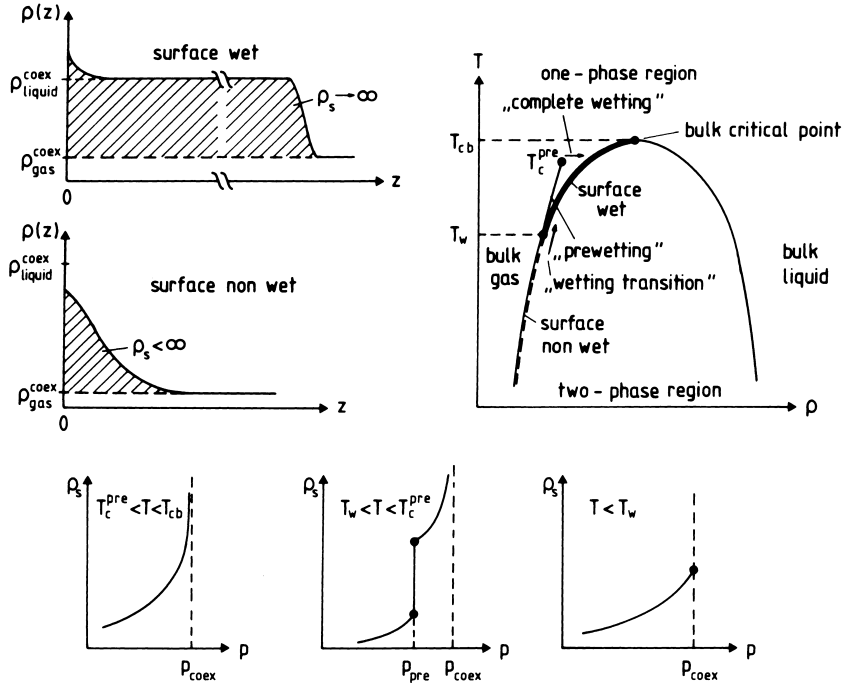 ρ(z)
surface wet
ρ_liquid^coex
ρ_s → ∞
ρ_gas^coex
0
z
ρ(z)
ρ_liquid^coex
surface non wet
ρ_s < ∞
ρ_gas^coex
0
z
T
one-phase region
„complete wetting”
bulk critical point
T_cb
T_c^pre
surface
wet
T_w
bulk
gas
„prewetting”
„wetting transition”
bulk
liquid
surface
non wet
two-phase region
ρ
ρ_s
T_c^pre < T < T_cb
p_coex
p
ρ_s
T_w < T < T_c^pre
p_pre
p_coex
p
ρ_s
T < T_w
p_coex
p